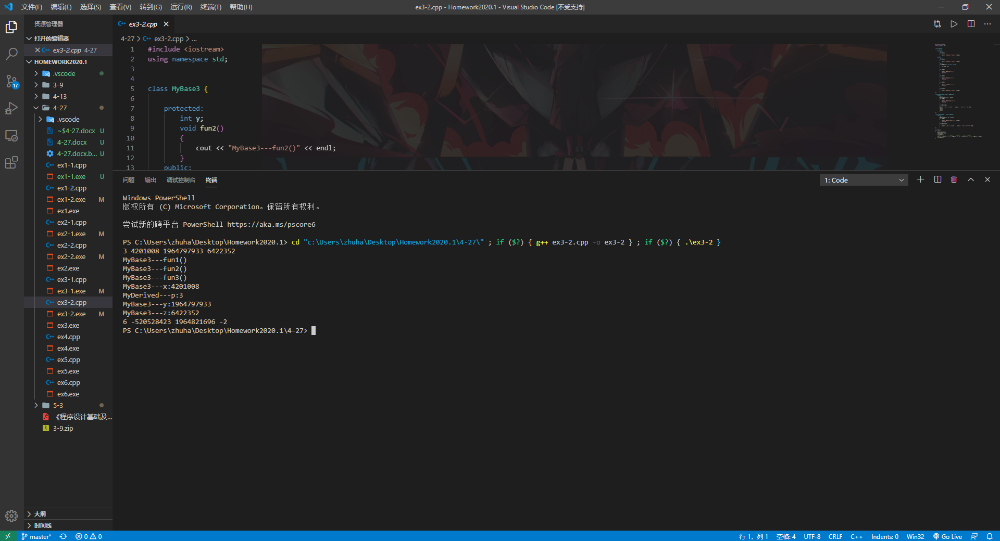 文件(F) 编辑(E) 选择(S) 查看(V) 转到(G) 运行(R) 终端(T) 帮助(H)
ex3-2.cpp - Homework2020.1 - Visual Studio Code [不受支持]
资源管理器
打开的编辑器
ex3-2.cpp 4-27
HOMEWORK2020.1
.vscode
3-9
4-13
4-27
.vscode
~$4-27.docx U
4-27.docx U
4-27.docx.b... U
ex1-1.cpp
ex1-1.exe U
ex1-2.cpp
ex1-2.exe M
ex1.exe
ex2-1.cpp
ex2-1.exe M
ex2-2.cpp
ex2-2.exe M
ex2.exe
ex3-1.cpp
ex3-1.exe M
ex3-2.cpp
ex3-2.exe M
ex3.exe
ex4.cpp
ex4.exe
ex5.cpp
ex5.exe
ex6.cpp
ex6.exe
5-3
《程序设计基础及...
3-9.zip
大纲
时间线
17
ex3-2.cpp
4-27 > ex3-2.cpp > ...
1 #include <iostream>
2 using namespace std;
3
4
5 class MyBase3 {
6
7 protected:
8 int y;
9 void fun2()
10 {
11 cout << "MyBase3---fun2()" << endl;
12 }
13 public:
问题 输出 调试控制台 终端
1: Code
Windows PowerShell
版权所有 (C) Microsoft Corporation。保留所有权利。
尝试新的跨平台 PowerShell https://aka.ms/pscore6
PS C:\Users\zhuha\Desktop\Homework2020.1> cd "c:\Users\zhuha\Desktop\Homework2020.1\4-27\" ; if ($?) { g++ ex3-2.cpp -o ex3-2 } ; if ($?) { .\ex3-2 }
3 4201008 1964797933 6422352
MyBase3---fun1()
MyBase3---fun2()
MyBase3---fun3()
MyBase3---x:4201008
MyDerived---p:3
MyBase3---y:1964797933
MyBase3---z:6422352
6 -520528423 1964821696 -2
PS C:\Users\zhuha\Desktop\Homework2020.1\4-27>
master* 0 0
行 1，列 1 空格: 4 UTF-8 CRLF C++ Indents: 0 Win32 Go Live